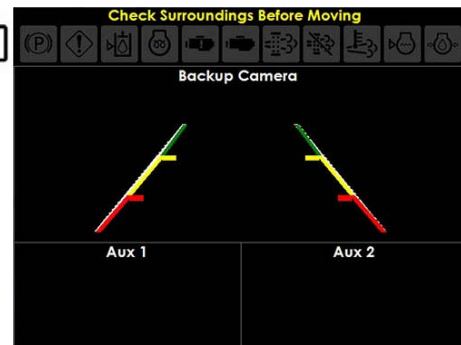 Check Surroundings Before Moving
(P)
Backup Camera
Aux 1
Aux 2